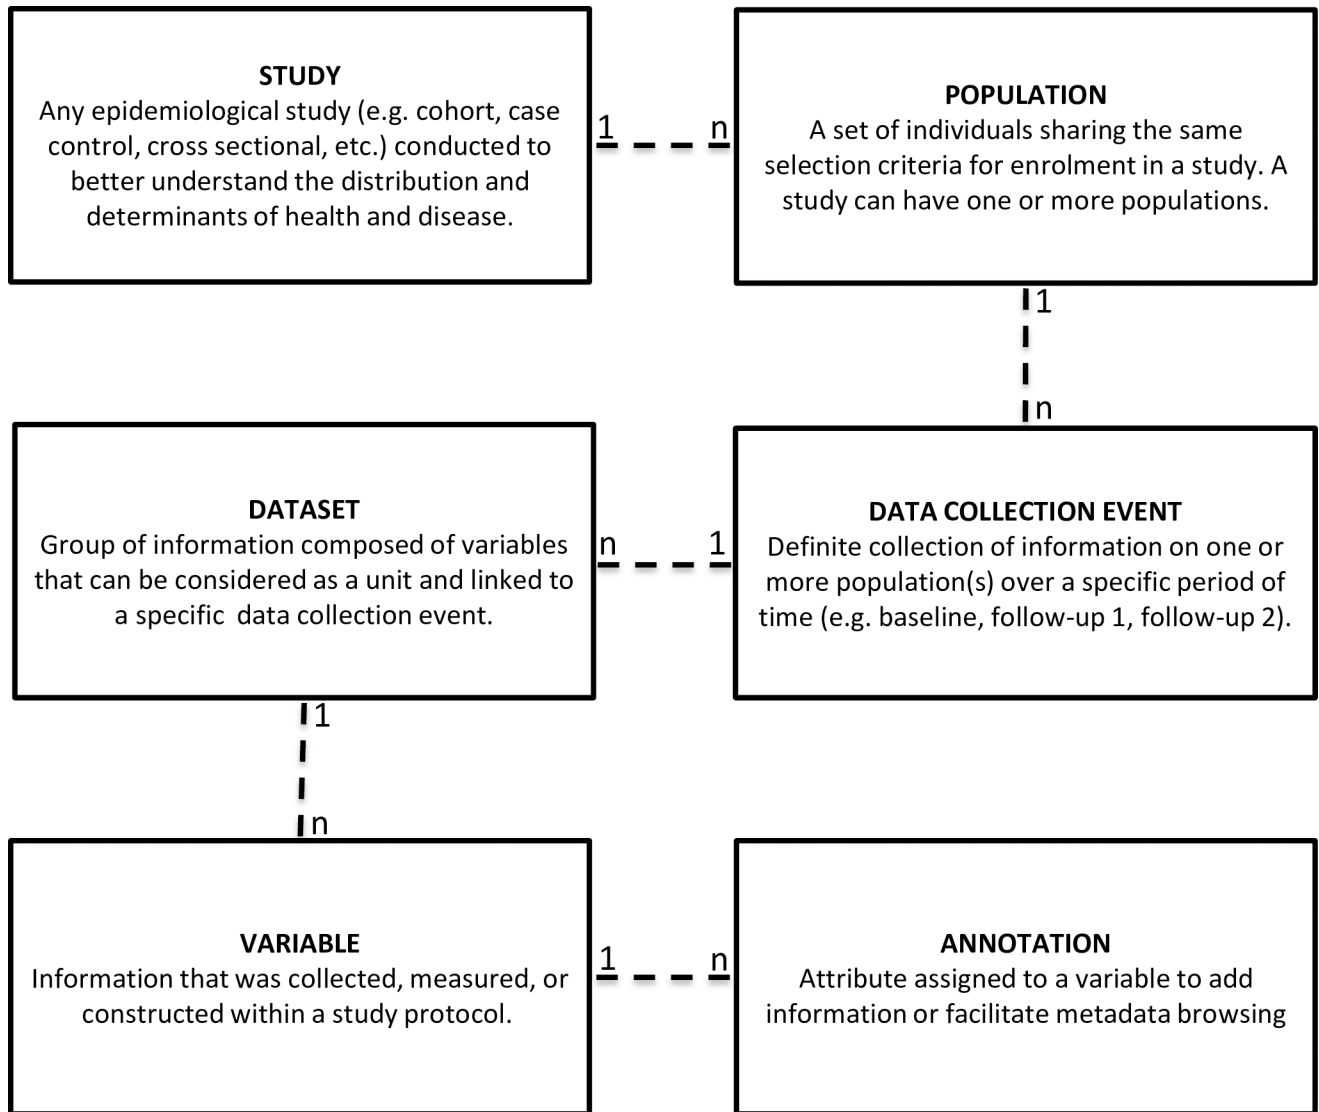 STUDY
Any epidemiological study (e.g. cohort, case
control, cross sectional, etc.) conducted to
better understand the distribution and
determinants of health and disease.
1
n
POPULATION
A set of individuals sharing the same
selection criteria for enrolment in a study. A
study can have one or more populations.
1
n
DATASET
Group of information composed of variables
that can be considered as a unit and linked to
a specific data collection event.
n
1
DATA COLLECTION EVENT
Definite collection of information on one or
more population(s) over a specific period of
time (e.g. baseline, follow-up 1, follow-up 2).
1
n
VARIABLE
Information that was collected, measured, or
constructed within a study protocol.
1
n
ANNOTATION
Attribute assigned to a variable to add
information or facilitate metadata browsing